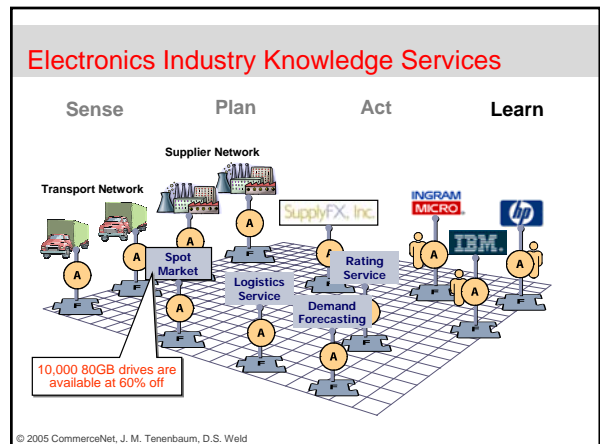 Electronics Industry Knowledge Services
Sense Plan Act Learn
Supplier Network
Transport Network
SupplyFX, Inc.
INGRAM
MICRO.
hp
IBM.
A
A
A
A
A
A
A
A
A
A
A
Spot
Market
Logistics
Service
Rating
Service
Demand
Forecasting
F
F
F
F
F
F
F
F
F
F
10,000 80GB drives are
available at 60% off
© 2005 CommerceNet, J. M. Tenenbaum, D.S. Weld